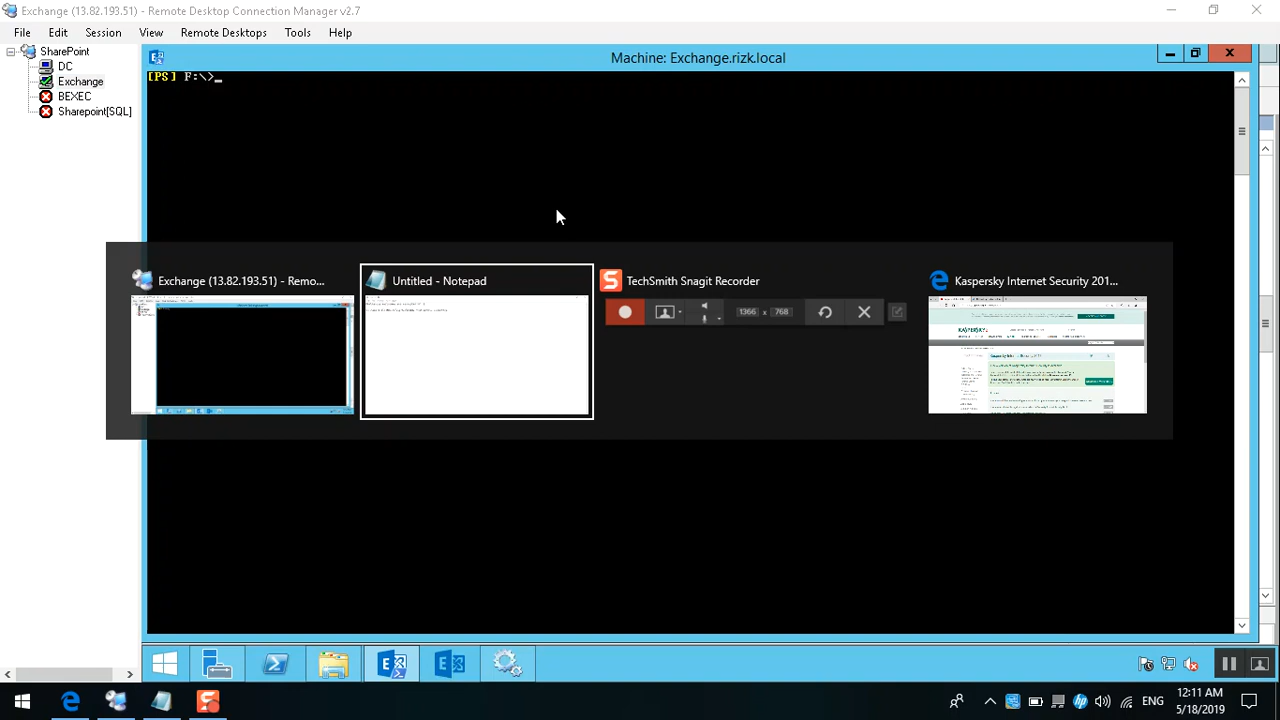 Exchange (13.82.193.51) - Remote Desktop Connection Manager v2.7
File Edit Session View Remote Desktops Tools Help
SharePoint
DC
Exchange
BEXEC
Sharepoint[SQL]
Machine: Exchange.rizk.local
[PS] F:\>_
Exchange (13.82.193.51) - Remo...
Untitled - Notepad
TechSmith Snagit Recorder
Kaspersky Internet Security 201...
1366 x 768
KASPERSKY
ENG
12:11 AM
5/18/2019